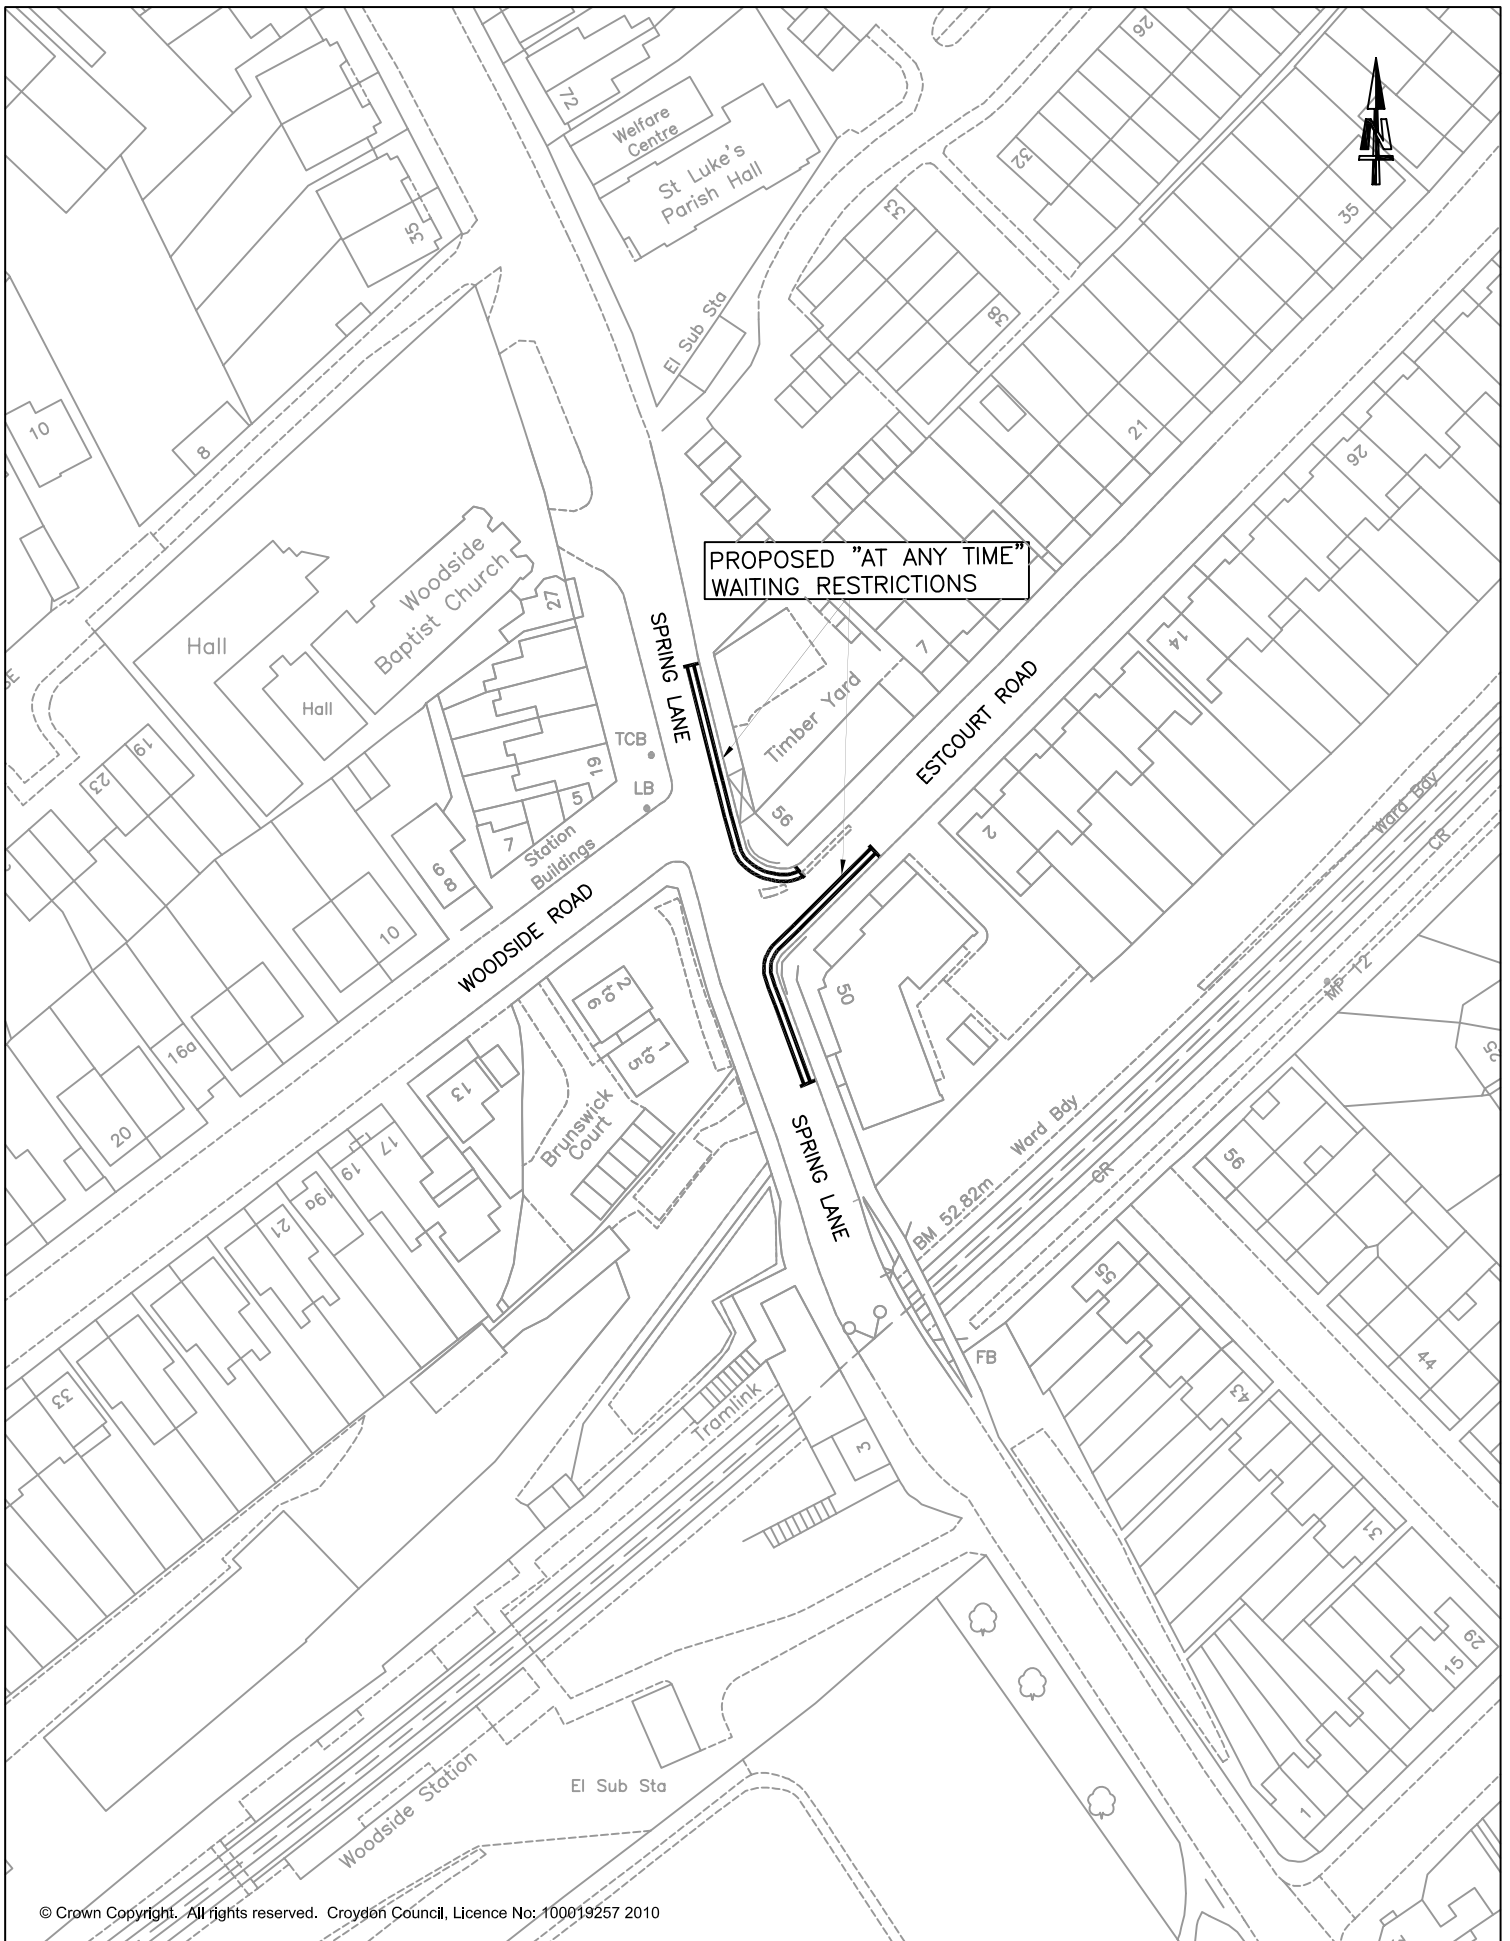 26
72
Welfare
Centre
St Luke's
Parish Hall
32
N
35
33
35
El Sub Sta
38
10
8
21
26
Woodside
Baptist Church
27
PROPOSED "AT ANY TIME"
WAITING RESTRICTIONS
Hall
Hall
SPRING LANE
7
14
Timber Yard
ESTCOURT ROAD
TCB
LB
19
19
23
5
7
Station
Buildings
56
2
Ward Bdy
CR
9
8
10
WOODSIDE ROAD
MP 12
50
2 to 6
1 to 5
16a
20
13
Brunswick
Court
25
17
19
19a
21
SPRING LANE
Ward Bdy
CR
BM 52.82m
56
55
FB
44
43
33
Tramlink
3
31
29
15
1
El Sub Sta
Woodside Station
© Crown Copyright. All rights reserved. Croydon Council, Licence No: 100019257 2010